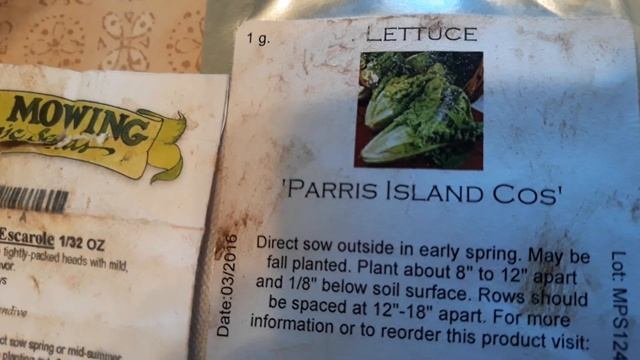 MOWING
Escarole 1/32 OZ
tightly-packed heads with mild,
endive
sow spring or mid-summer
1 g.
LETTUCE
'PARRIS ISLAND COS'
Direct sow outside in early spring. May be
fall planted. Plant about 8" to 12" apart
and 1/8" below soil surface. Rows should
be spaced at 12"-18" apart. For more
information or to reorder this product visit:
Date:03/2016
Lot: MPS124